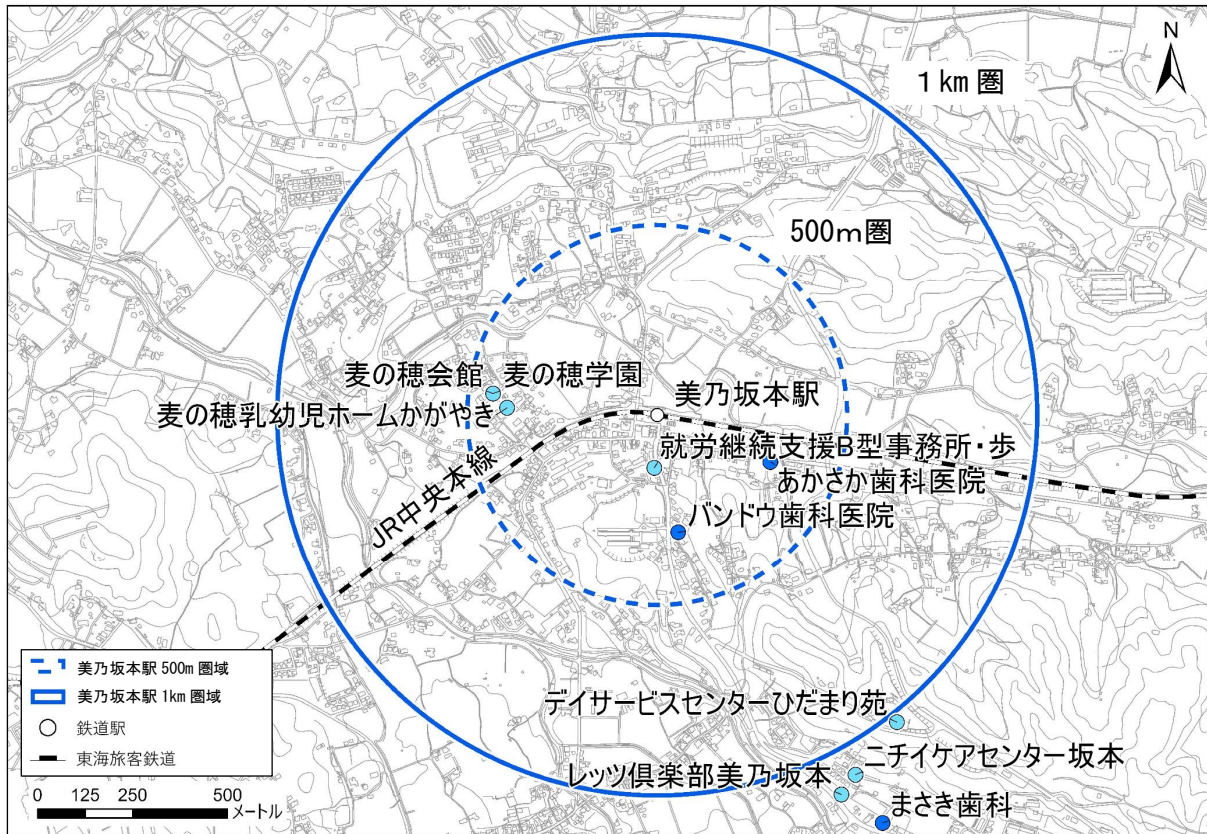 N
1km圏
500m圏
麦の穂会館
麦の穂学園
麦の穂乳幼児ホームかがやき
美乃坂本駅
就労継続支援B型事務所・歩
あかさか歯科医院
バンドウ歯科医院
JR中央本線
デイサービスセンターひだまり苑
ニチイケアセンター坂本
レッツ倶楽部美乃坂本
まさき歯科
美乃坂本駅 500m 圏域
美乃坂本駅 1km 圏域
鉄道駅
東海旅客鉄道
0 125 250 500
メートル